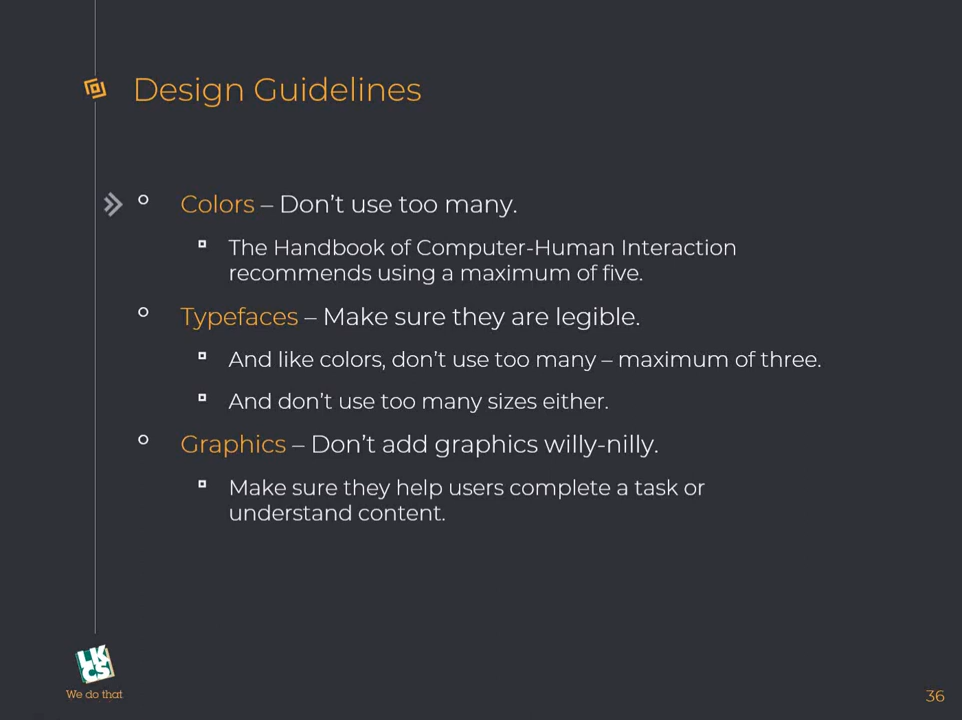 Design Guidelines
Colors – Don’t use too many.
The Handbook of Computer-Human Interaction
recommends using a maximum of five.
Typefaces – Make sure they are legible.
And like colors, don’t use too many – maximum of three.
And don’t use too many sizes either.
Graphics – Don’t add graphics willy-nilly.
Make sure they help users complete a task or
understand content.
LK
CS
We do that
36